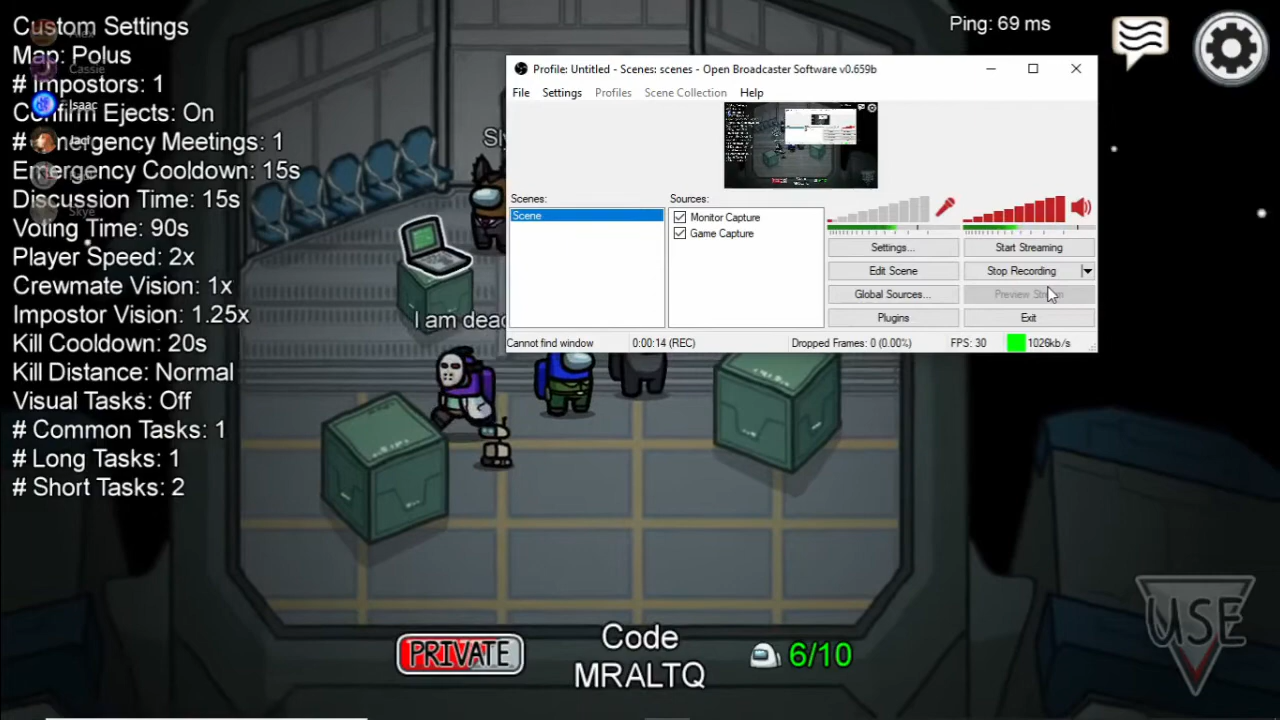 Custom Settings
Map: Polus
# Impostors: 1
Confirm Ejects: On
# Emergency Meetings: 1
Emergency Cooldown: 15s
Discussion Time: 15s
Voting Time: 90s
Player Speed: 2x
Crewmate Vision: 1x
Impostor Vision: 1.25x
Kill Cooldown: 20s
Kill Distance: Normal
Visual Tasks: Off
# Common Tasks: 1
# Long Tasks: 1
# Short Tasks: 2
Cassie
Isaac
Skye
Ping: 69 ms
Profile: Untitled - Scenes: scenes - Open Broadcaster Software v0.659b
File Settings Profiles Scene Collection Help
Scenes:
Scene
Sources:
Monitor Capture
Game Capture
Settings... Start Streaming
Edit Scene Stop Recording
Global Sources... Preview
Plugins Exit
Cannot find window 0:00:14 (REC) Dropped Frames: 0 (0.00%) FPS: 30 1026kb/s
I am dead
PRIVATE
Code
MRALTQ
6/10
USE